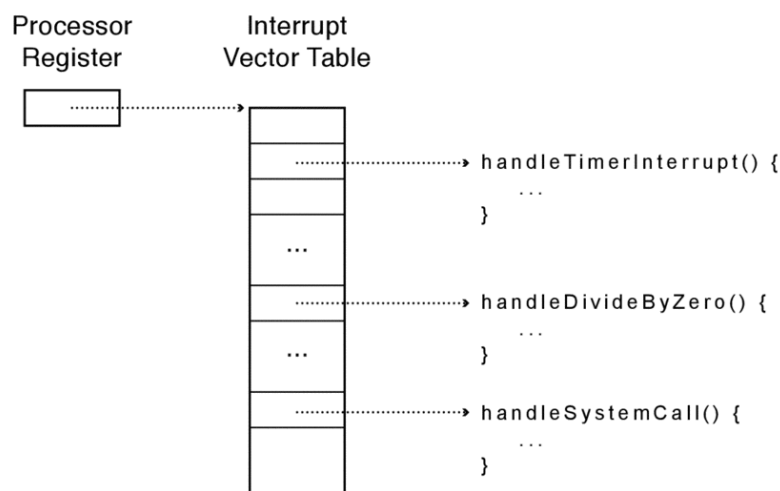 Processor
Register
Interrupt
Vector Table
handleTimerInterrupt() {
...
}
...
handleDivideByZero() {
...
}
...
handleSystemCall() {
...
}